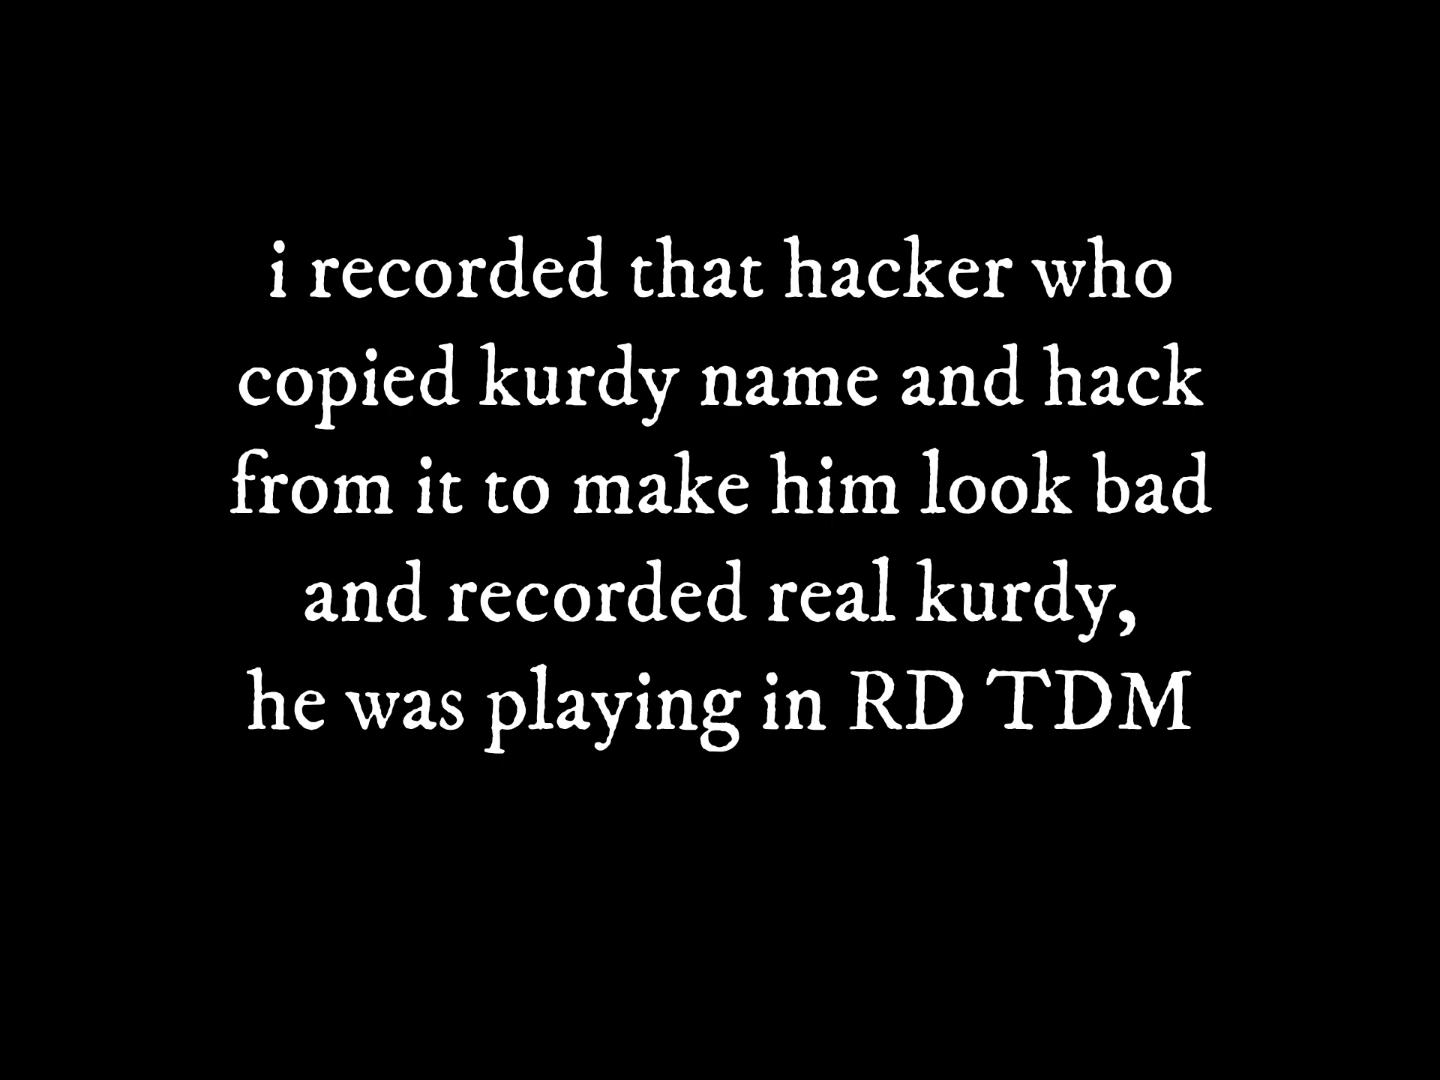 i recorded that hacker who
copied kurdy name and hack
from it to make him look bad
and recorded real kurdy,
he was playing in RD TDM